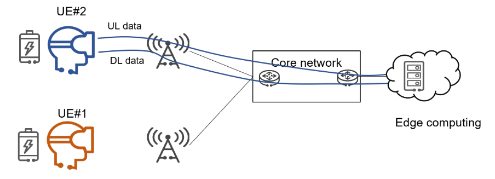 UE#2
UL data
DL data
Core network
UE#1
Edge computing